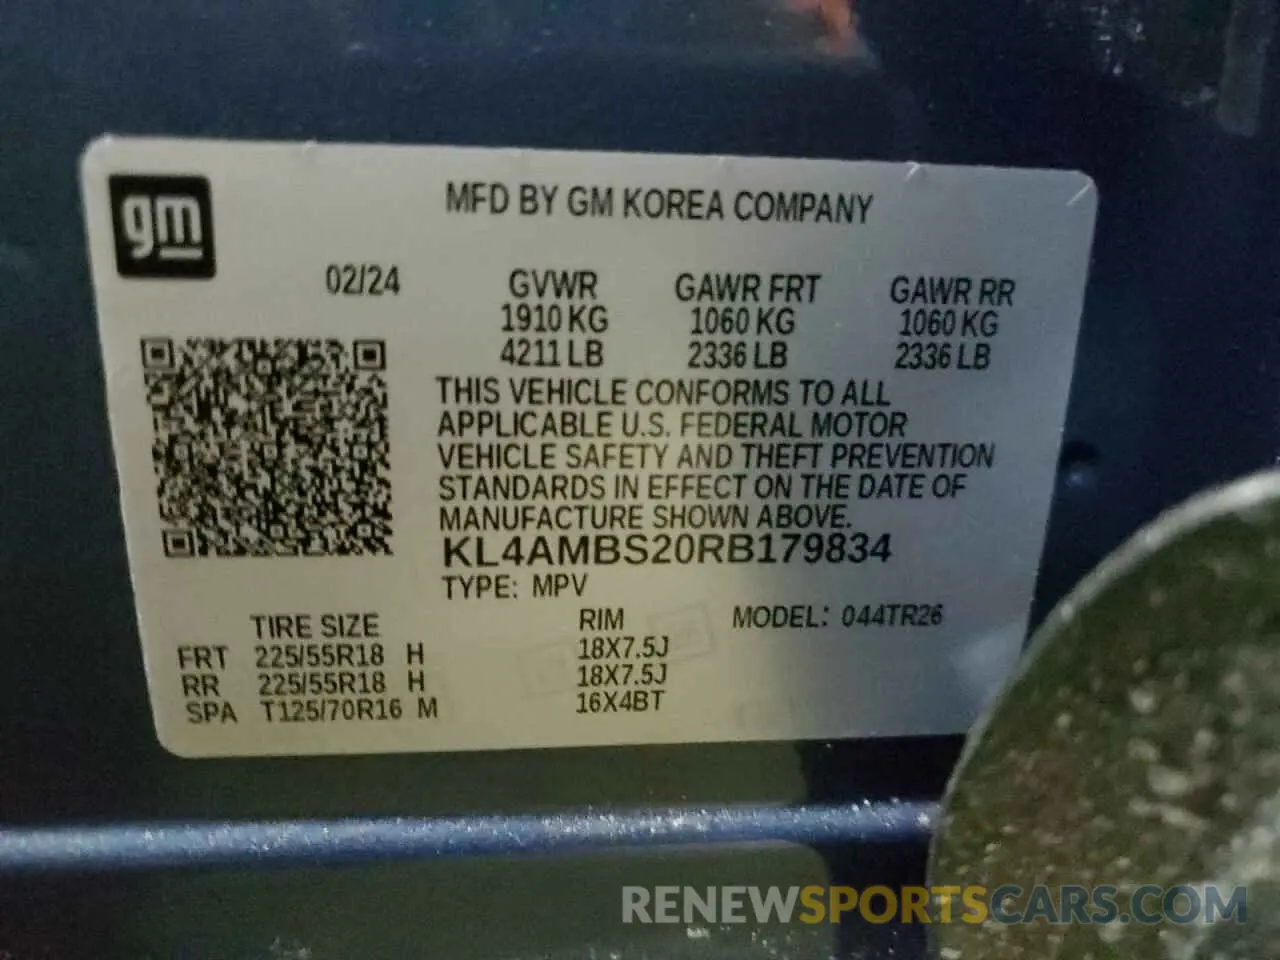 gm
MFD BY GM KOREA COMPANY
02/24
GVWR GAWR FRT GAWR RR
1910 KG 1060 KG 1060 KG
4211 LB 2336 LB 2336 LB
THIS VEHICLE CONFORMS TO ALL
APPLICABLE U.S. FEDERAL MOTOR
VEHICLE SAFETY AND THEFT PREVENTION
STANDARDS IN EFFECT ON THE DATE OF
MANUFACTURE SHOWN ABOVE.
KL4AMBS20RB179834
TYPE: MPV
TIRE SIZE RIM MODEL: 044TR26
FRT 225/55R18 H 18X7.5J
RR 225/55R18 H 18X7.5J
SPA T125/70R16 M 16X4BT
RENEWSPORTSCARS.COM